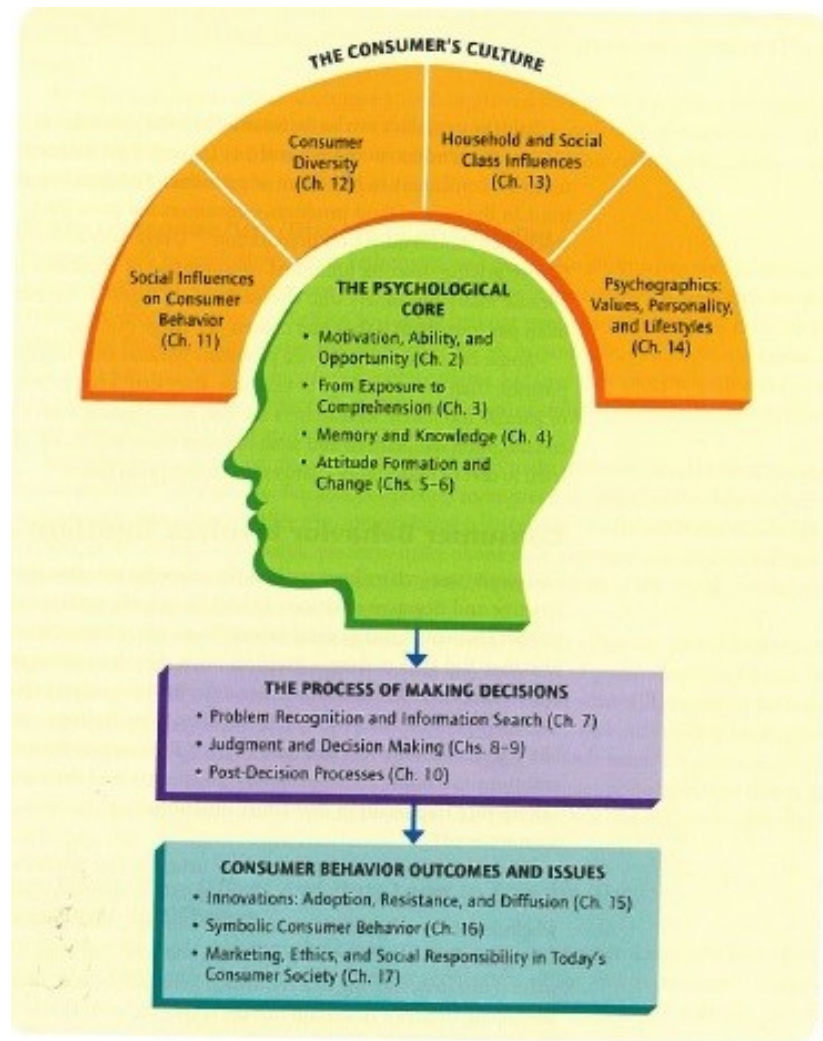 THE CONSUMER'S CULTURE
Social Influences
on Consumer
Behavior
(Ch. 11)
Consumer
Diversity
(Ch. 12)
Household and Social
Class Influences
(Ch. 13)
Psychographics:
Values, Personality,
and Lifestyles
(Ch. 14)
THE PSYCHOLOGICAL
CORE
• Motivation, Ability, and
Opportunity (Ch. 2)
• From Exposure to
Comprehension (Ch. 3)
• Memory and Knowledge (Ch. 4)
• Attitude Formation and
Change (Chs. 5–6)
THE PROCESS OF MAKING DECISIONS
• Problem Recognition and Information Search (Ch. 7)
• Judgment and Decision Making (Chs. 8–9)
• Post-Decision Processes (Ch. 10)
CONSUMER BEHAVIOR OUTCOMES AND ISSUES
• Innovations: Adoption, Resistance, and Diffusion (Ch. 15)
• Symbolic Consumer Behavior (Ch. 16)
• Marketing, Ethics, and Social Responsibility in Today's
Consumer Society (Ch. 17)